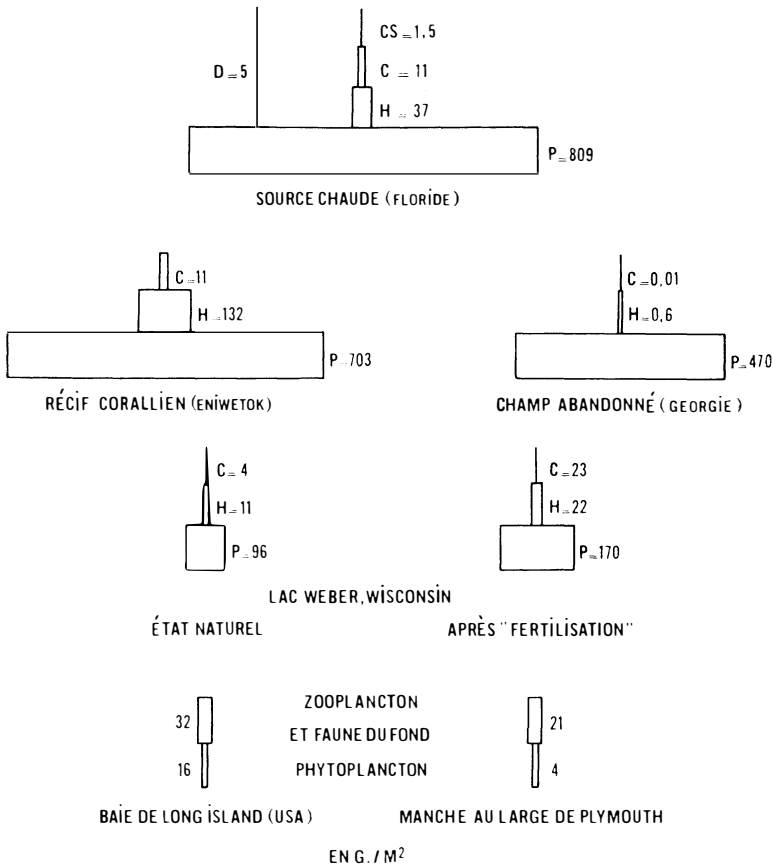 CS=1,5
D=5
C=11
H=37
P=809
SOURCE CHAUDE (FLORIDE)
C=11
H=132
P=703
RÉCIF CORALLIEN (ENIWETOK)
C=0,01
H=0,6
P=470
CHAMP ABANDONNÉ (GEORGIE)
C=4
H=11
P=96
C=23
H=22
P=170
LAC WEBER, WISCONSIN
ÉTAT NATUREL
APRÈS "FERTILISATION"
32
16
ZOOPLANCTON
ET FAUNE DU FOND
PHYTOPLANCTON
21
4
BAIE DE LONG ISLAND (USA)
MANCHE AU LARGE DE PLYMOUTH
EN G. / M²